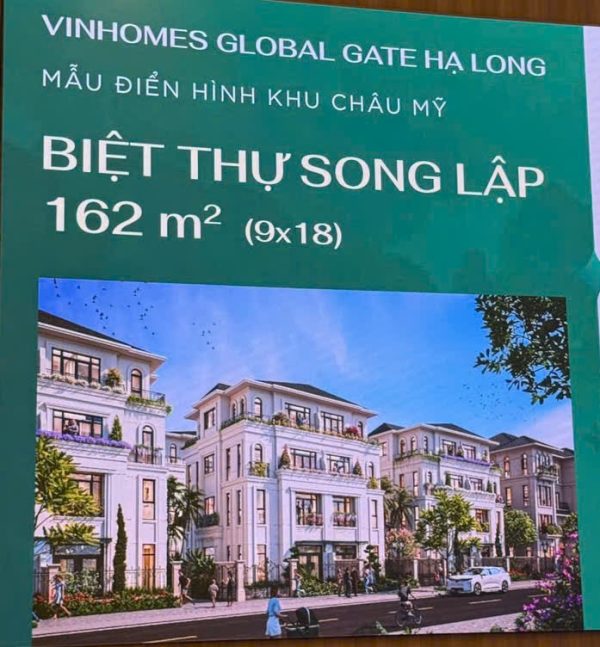 VINHOMES GLOBAL GATE HẠ LONG
MẪU ĐIỂN HÌNH KHU CHÂU MỸ
BIỆT THỰ SONG LẬP
162 m² (9x18)